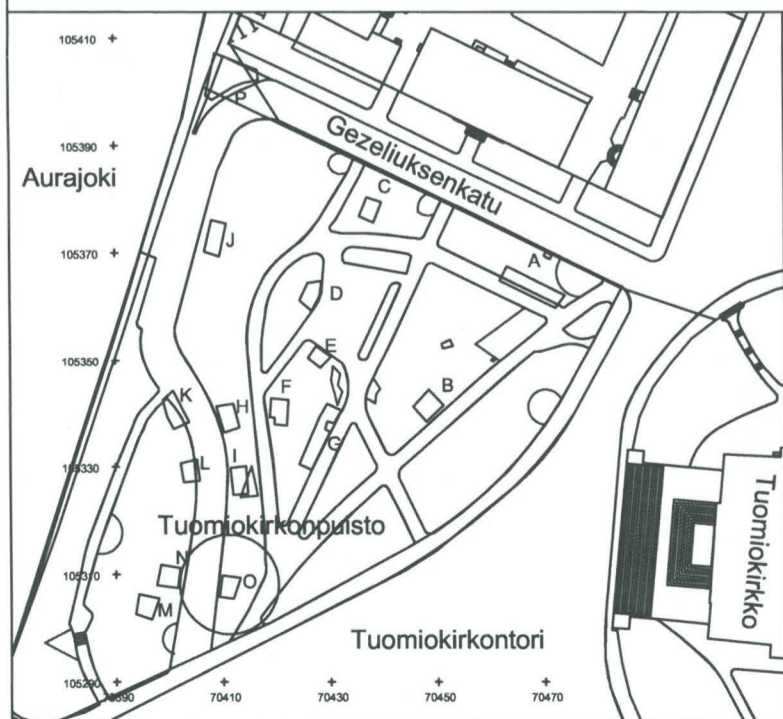 105410
P
105390
Gezeliuksenkatu
Aurajoki
C
J
105370
A
D
105350
E
K
H
F
B
G
105330
L
I
Tuomiokirkonpuisto
Tuomiokirkko
N
105310
O
M
Tuomiokirkontori
105290
70390
70410
70430
70450
70470